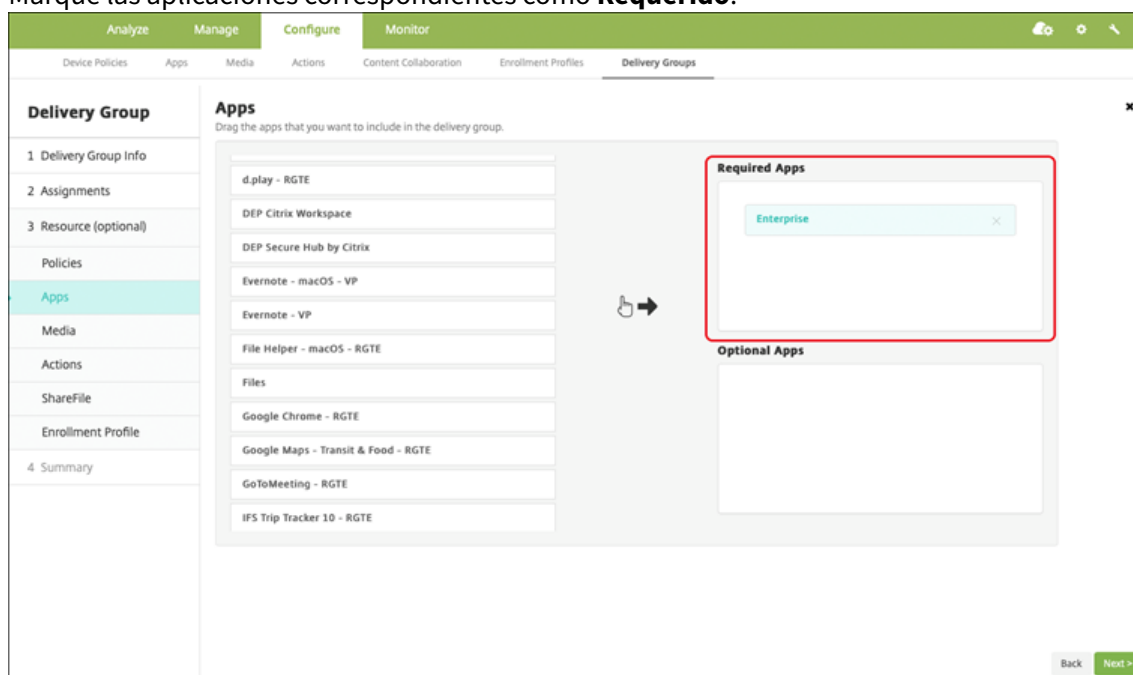 Marque las aplicaciones correspondientes como Requerido.
Analyze Manage Configure Monitor
Device Policies Apps Media Actions Content Collaboration Enrollment Profiles Delivery Groups
Delivery Group
1 Delivery Group Info
2 Assignments
3 Resource (optional)
Policies
Apps
Media
Actions
ShareFile
Enrollment Profile
4 Summary
Apps
Drag the apps that you want to include in the delivery group.
d.play - RGTE
DEP Citrix Workspace
DEP Secure Hub by Citrix
Evernote - macOS - VP
Evernote - VP
File Helper - macOS - RGTE
Files
Google Chrome - RGTE
Google Maps - Transit & Food - RGTE
GoToMeeting - RGTE
IFS Trip Tracker 10 - RGTE
Required Apps
Enterprise
Optional Apps
Back Next >